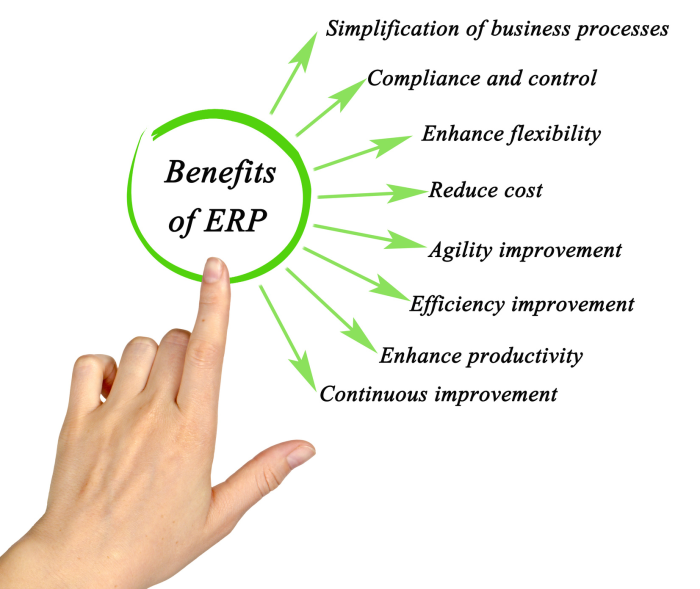 Benefits
of ERP
Simplification of business processes
Compliance and control
Enhance flexibility
Reduce cost
Agility improvement
Efficiency improvement
Enhance productivity
Continuous improvement